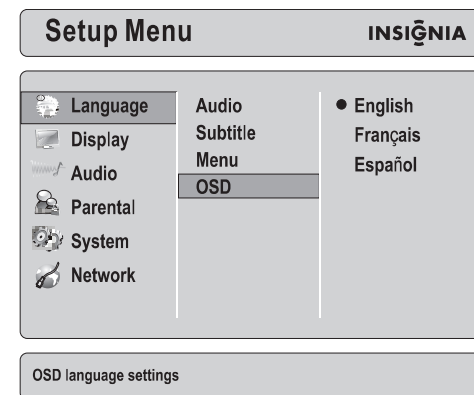 Setup Menu
INSIGNIA
Language
Display
Audio
Parental
System
Network
Audio
Subtitle
Menu
OSD
English
Français
Español
OSD language settings